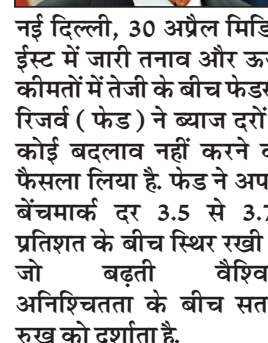 नई दिल्ली, 30 अप्रैल मिडि
ईस्ट में जारी तनाव और ऊ
कीमतों में तेजी के बीच फेड
रिजर्व ( फेड ) ने ब्याज दरों
कोई बदलाव नहीं करने
फैसला लिया है. फेड ने अप
बेंचमार्क दर 3.5 से 3.7
प्रतिशत के बीच स्थिर रखी
जो बढ़ती वैश्वि
अनिश्चितता के बीच सत
रुख को दर्शाता है.